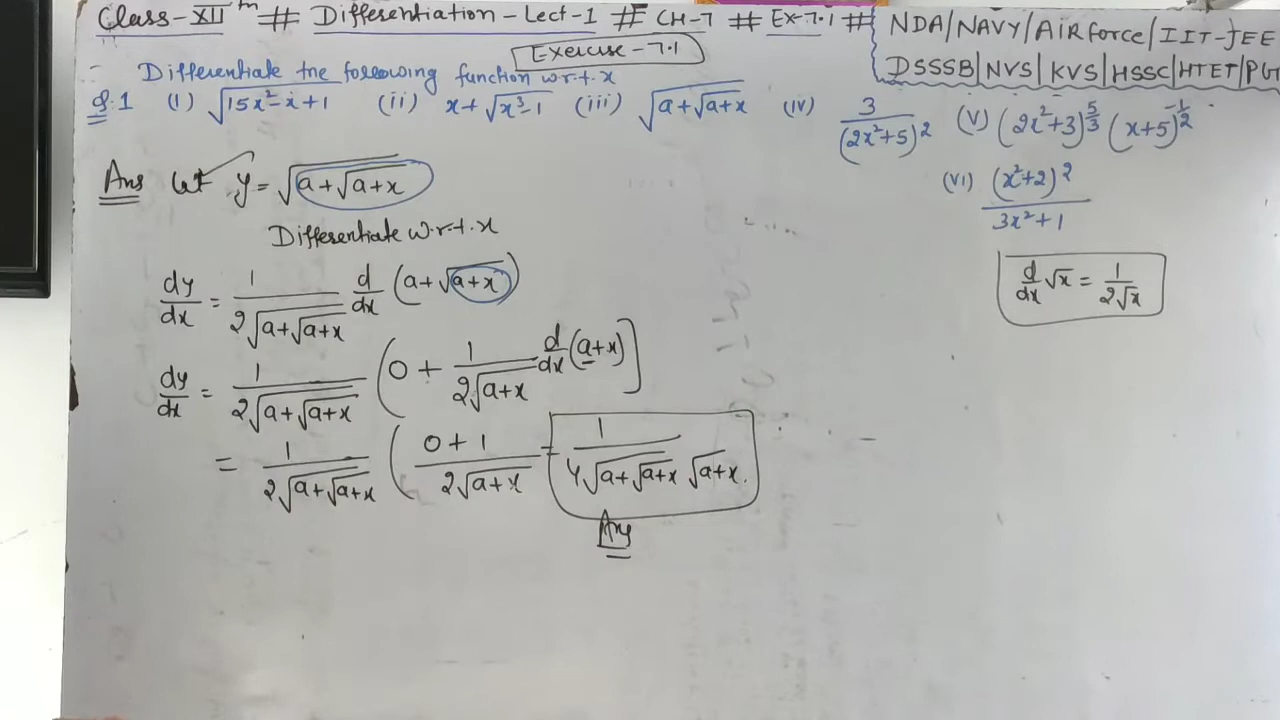 Class-XII th # Differentiation-Lect-1 # CH-7 # Ex-7.1 #
NDA/NAVY/AiRforce/IIT-JEE
DSSSB|NVS|KVS|HSSC|HTET|PGT
Exercise-7.1
Differentiate the following function w.r.t.x
Q.1 (i) √(15x²-x+1) (ii) x+√(x³-1) (iii) √(a+√(a+x)) (iv) 3/(2x²+5)² (v) (2x²+3)^(5/3) (x+5)^(-1/2)
(vi) (x²+2)²/(3x²+1)
Ans Let y = √(a+√(a+x))
Differentiate w.r.t.x
dy/dx = 1/(2√(a+√(a+x))) d/dx (a+√(a+x))
d/dx √x = 1/(2√x)
dy/dx = 1/(2√(a+√(a+x))) (0 + 1/(2√(a+x)) d/dx (a+x)]
= 1/(2√(a+√(a+x))) ( (0+1)/(2√(a+x)) = 1/(4√(a+√(a+x)) √(a+x)).
Ans